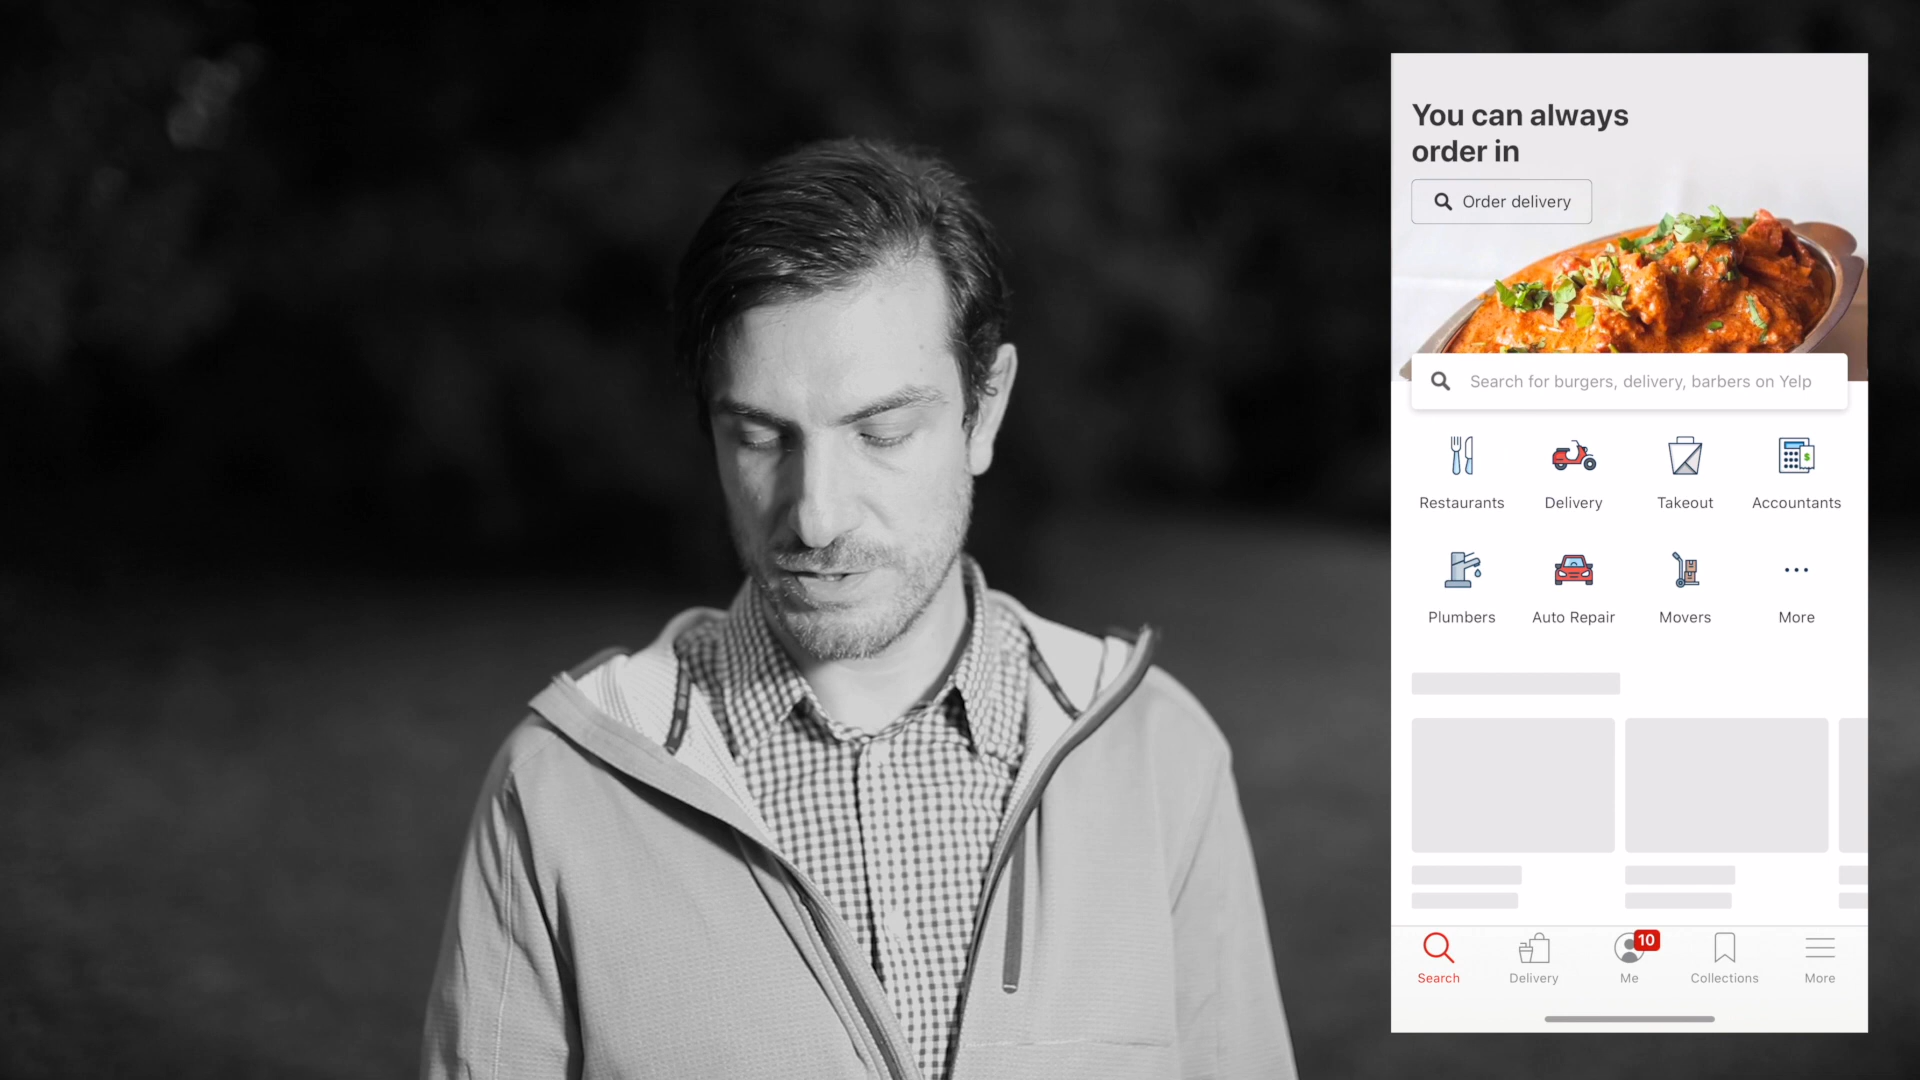 You can always
order in
Order delivery
Search for burgers, delivery, barbers on Yelp
Restaurants
Delivery
Takeout
Accountants
Plumbers
Auto Repair
Movers
More
10
Search
Delivery
Me
Collections
More